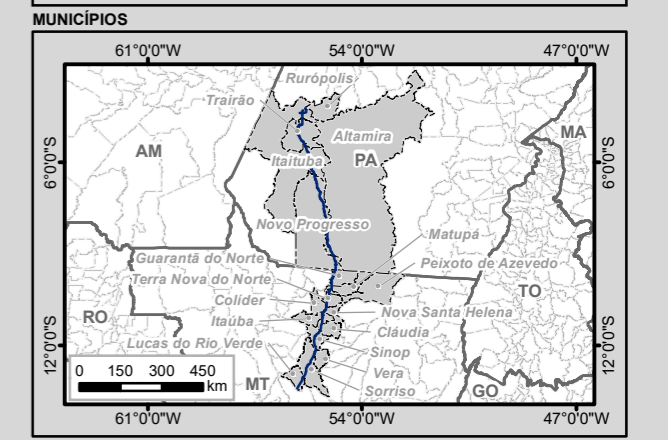 MUNICÍPIOS
61°0'0"W 54°0'0"W 47°0'0"W
Rurópolis
Trairão
Altamira
MA
AM
PA
Itaituba
6°0'0"S 6°0'0"S
Novo Progresso
Matupá
Guarantã do Norte
Peixoto de Azevedo
Terra Nova do Norte
TO
Colíder
Nova Santa Helena
RO
Itaúba
Cláudia
Lucas do Rio Verde
Sinop
12°0'0"S 12°0'0"S
Vera
0 150 300 450
km
MT
Sorriso
GO
61°0'0"W 54°0'0"W 47°0'0"W